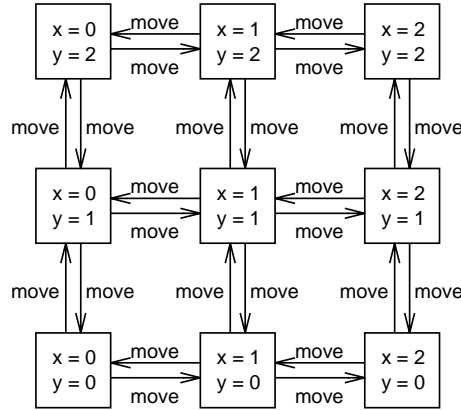 x = 0 move x = 1 move x = 2
y = 2 move y = 2 move y = 2
move move move move move move
x = 0 move x = 1 move x = 2
y = 1 move y = 1 move y = 1
move move move move move move
x = 0 move x = 1 move x = 2
y = 0 move y = 0 move y = 0